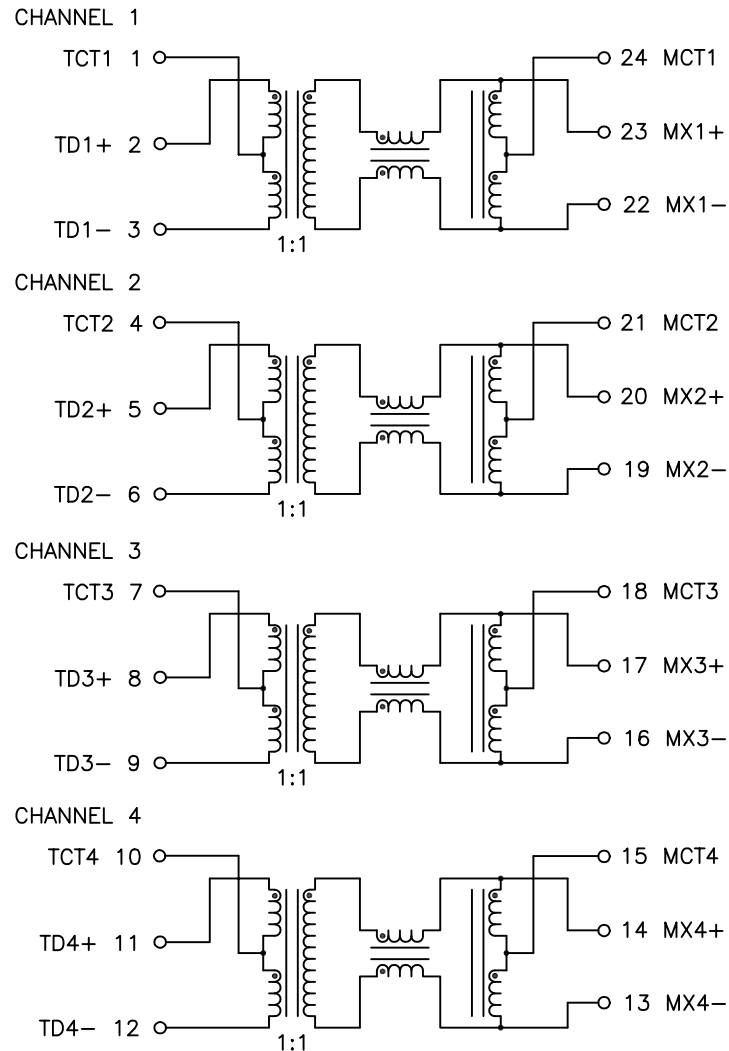 CHANNEL 1
TCT1 1
24 MCT1
TD1+ 2
23 MX1+
TD1− 3
22 MX1−
1:1
CHANNEL 2
TCT2 4
21 MCT2
TD2+ 5
20 MX2+
TD2− 6
19 MX2−
1:1
CHANNEL 3
TCT3 7
18 MCT3
TD3+ 8
17 MX3+
TD3− 9
16 MX3−
1:1
CHANNEL 4
TCT4 10
15 MCT4
TD4+ 11
14 MX4+
TD4− 12
13 MX4−
1:1